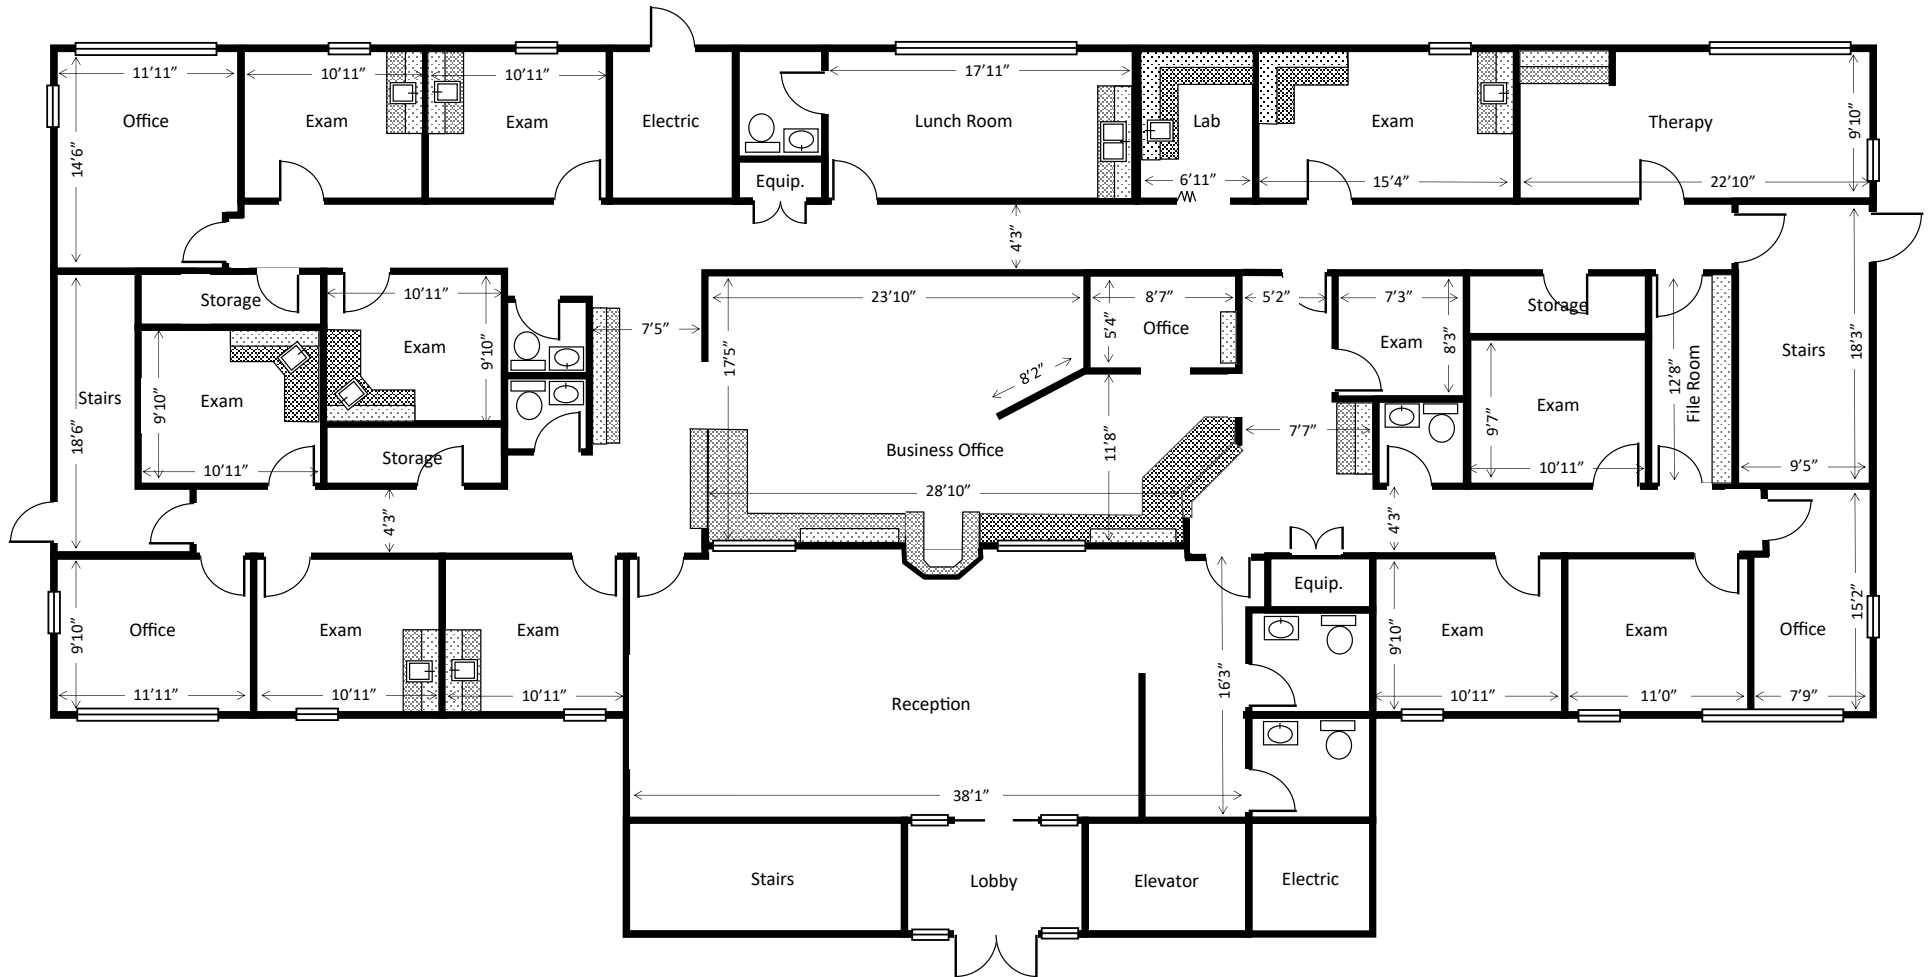 11’11”
10’11”
10’11”
17’11”
Office
Exam
Exam
Electric
Lunch Room
Lab
Exam
Therapy
14’6”
9’10”
Equip.
6’11”
15’4”
22’10”
4’3”
Storage
10’11”
23’10”
8’7”
5’2”
7’3”
Storage
7’5”
Office
5’4”
Exam
8’3”
Exam
9’10”
17’5”
8’2”
12’8”
File Room
Stairs
18’3”
Stairs
18’6”
9’10”
Exam
Exam
9’7”
7’7”
11’8”
Business Office
Storage
10’11”
28’10”
10’11”
9’5”
4’3”
4’3”
Equip.
9’10”
Office
Exam
Exam
16’3”
9’10”
Exam
Exam
Office
15’2”
11’11”
10’11”
10’11”
Reception
10’11”
11’0”
7’9”
38’1”
Stairs
Lobby
Elevator
Electric